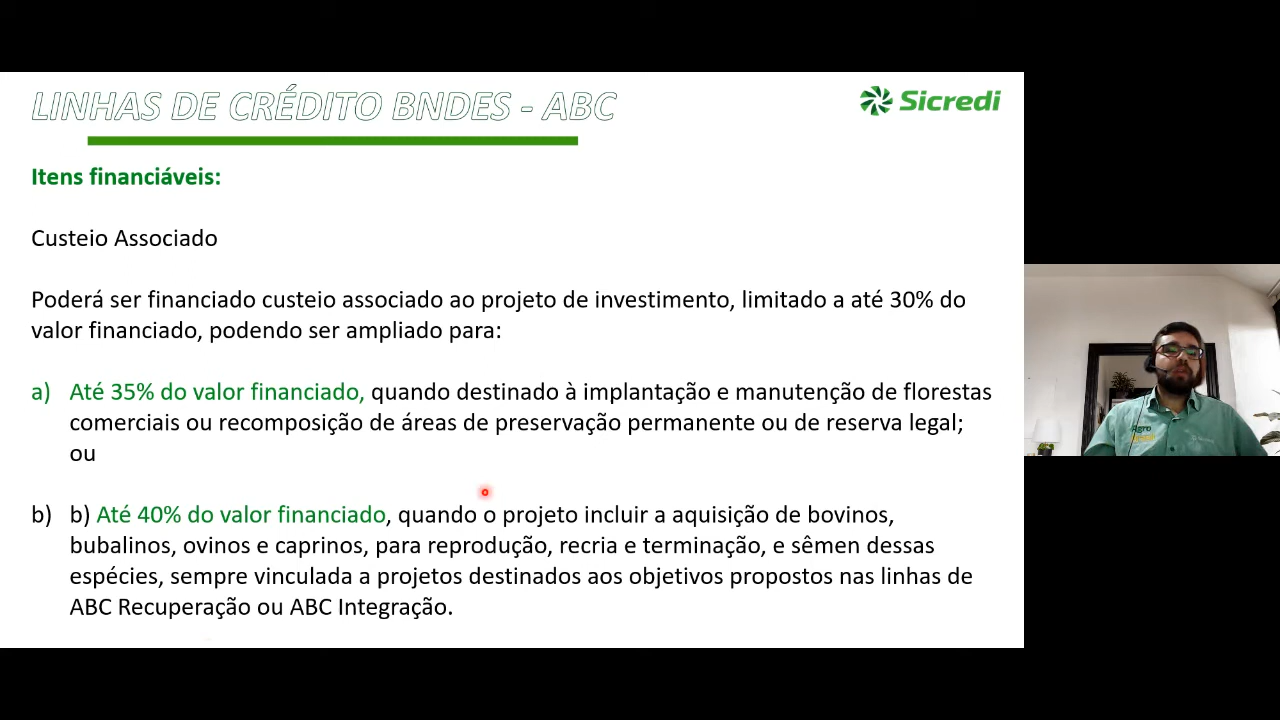 LINHAS DE CRÉDITO BNDES - ABC
Sicredi
Itens financiáveis:
Custeio Associado
Poderá ser financiado custeio associado ao projeto de investimento, limitado a até 30% do
valor financiado, podendo ser ampliado para:
a) Até 35% do valor financiado, quando destinado à implantação e manutenção de florestas
comerciais ou recomposição de áreas de preservação permanente ou de reserva legal;
ou
b) b) Até 40% do valor financiado, quando o projeto incluir a aquisição de bovinos,
bubalinos, ovinos e caprinos, para reprodução, recria e terminação, e sêmen dessas
espécies, sempre vinculada a projetos destinados aos objetivos propostos nas linhas de
ABC Recuperação ou ABC Integração.
Agro